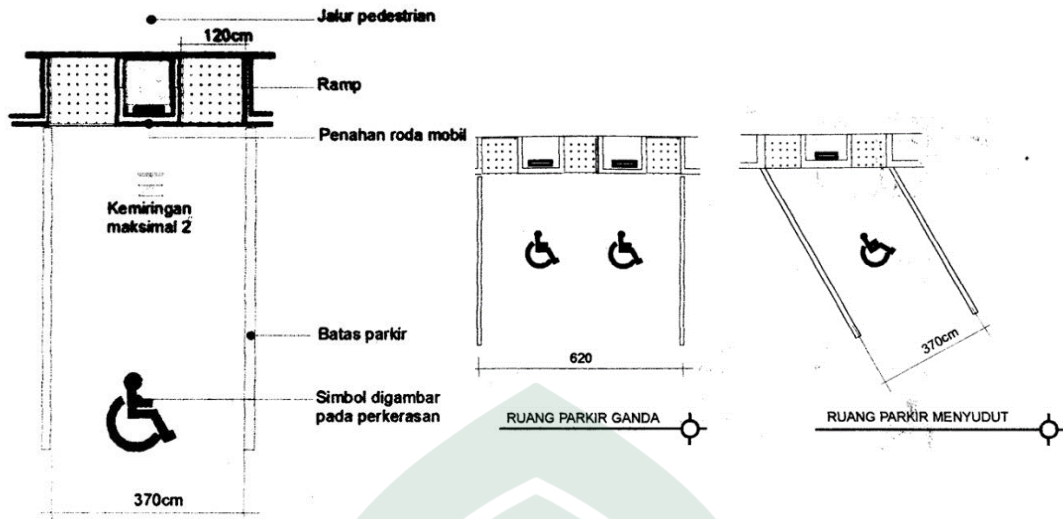 Jalur pedestrian
120cm
Ramp
Penahan roda mobil
Kemiringan
maksimal 2
Batas parkir
Simbol digambar
pada perkerasan
370cm
620
RUANG PARKIR GANDA
370cm
RUANG PARKIR MENYUDUT